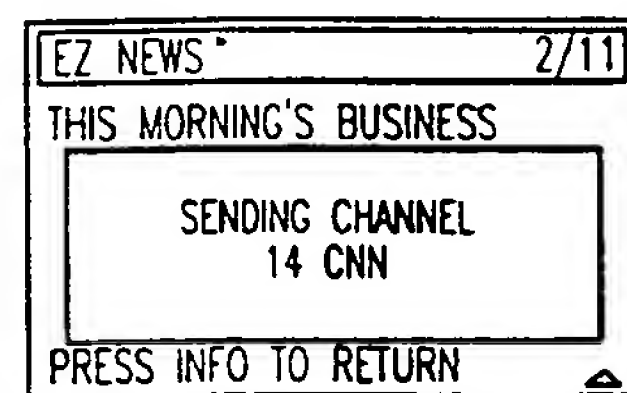 EZ NEWS 2/11
THIS MORNING'S BUSINESS
SENDING CHANNEL
14 CNN
PRESS INFO TO RETURN